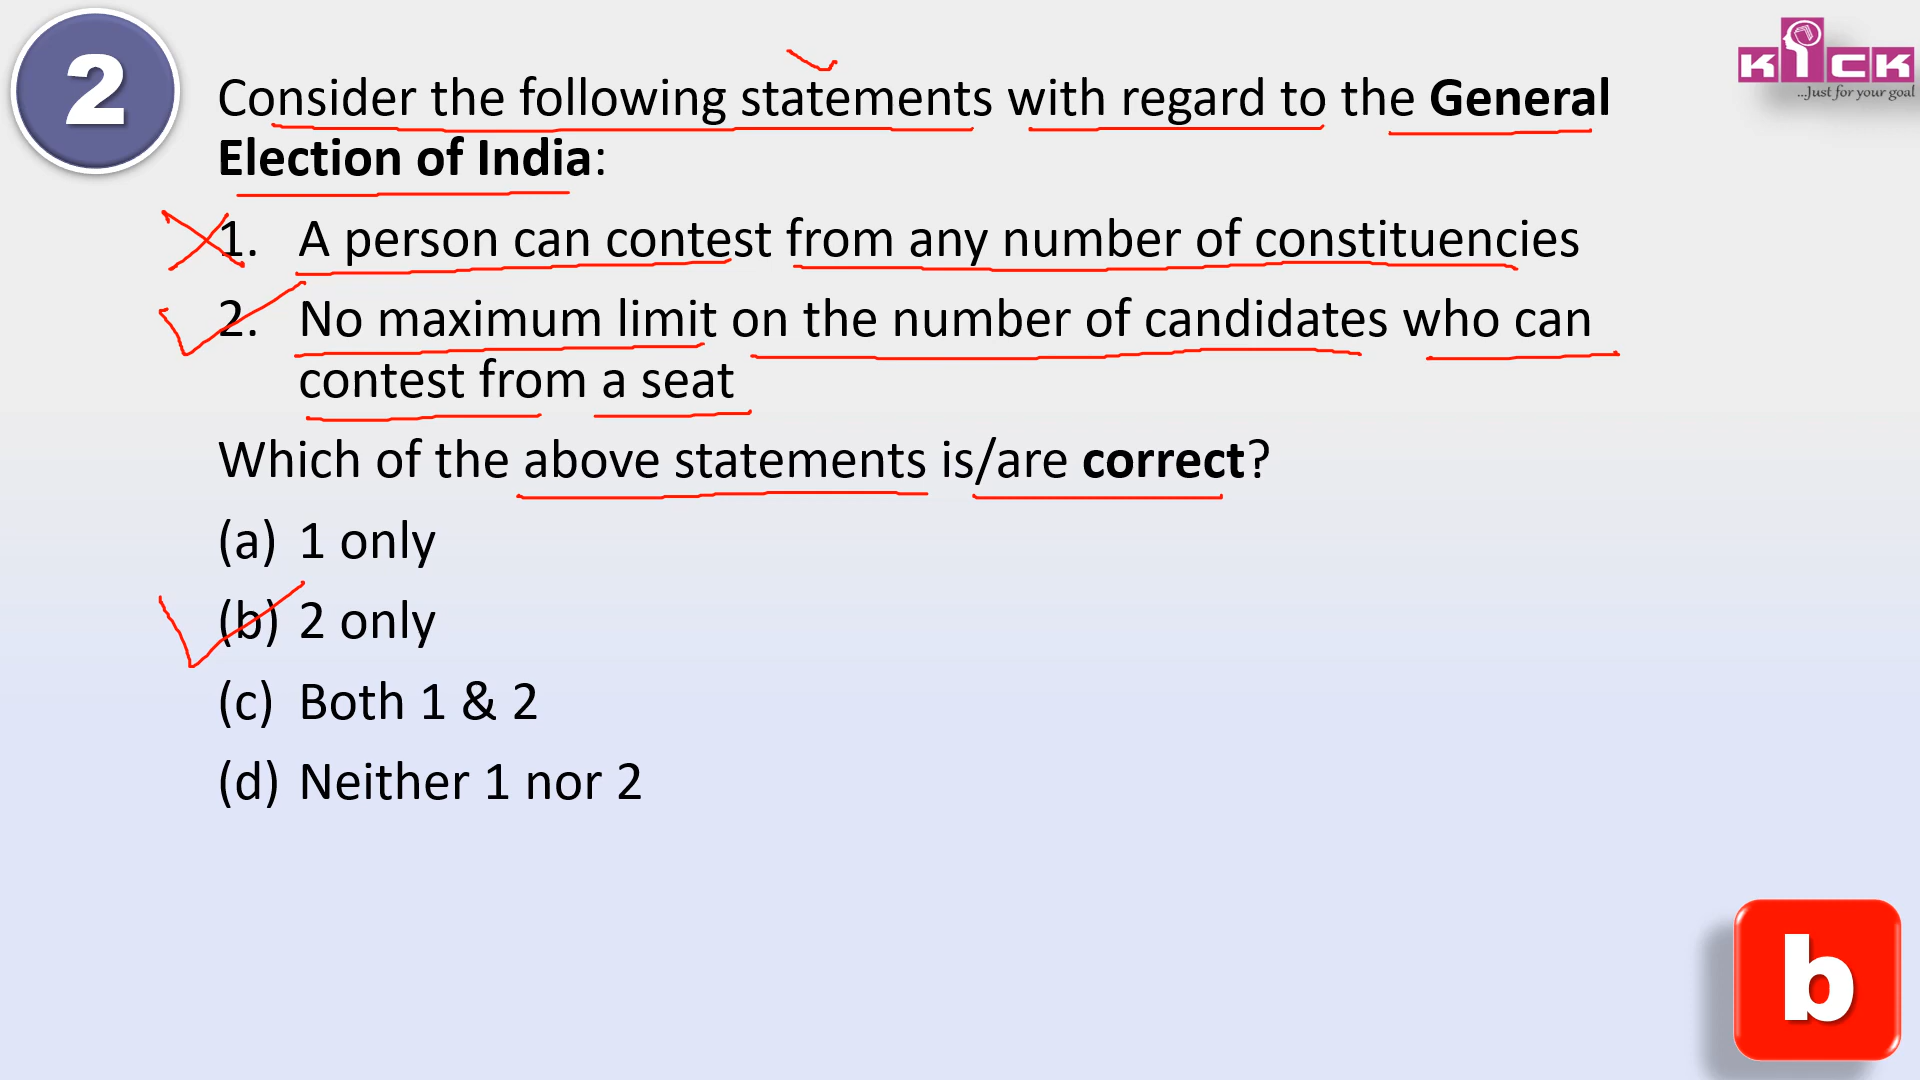 2
KICK
...Just for your goal
Consider the following statements with regard to the General
Election of India:
1. A person can contest from any number of constituencies
2. No maximum limit on the number of candidates who can
contest from a seat
Which of the above statements is/are correct?
(a) 1 only
(b) 2 only
(c) Both 1 & 2
(d) Neither 1 nor 2
b